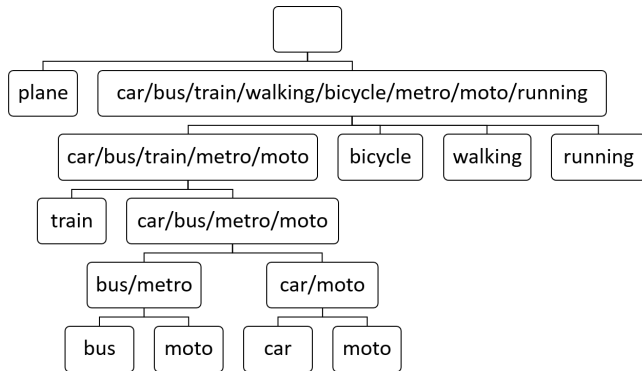 plane
car/bus/train/walking/bicycle/metro/moto/running
car/bus/train/metro/moto
bicycle
walking
running
train
car/bus/metro/moto
bus/metro
car/moto
bus
moto
car
moto